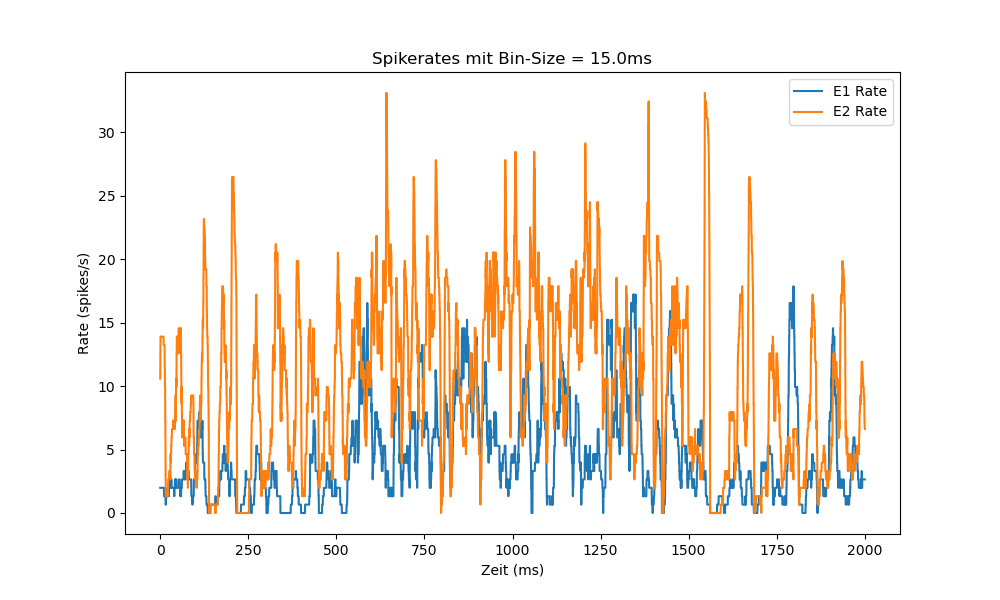 Spikerates mit Bin-Size = 15.0ms
E1 Rate
E2 Rate
Rate (spikes/s)
30
25
20
15
10
5
0
0 250 500 750 1000 1250 1500 1750 2000
Zeit (ms)